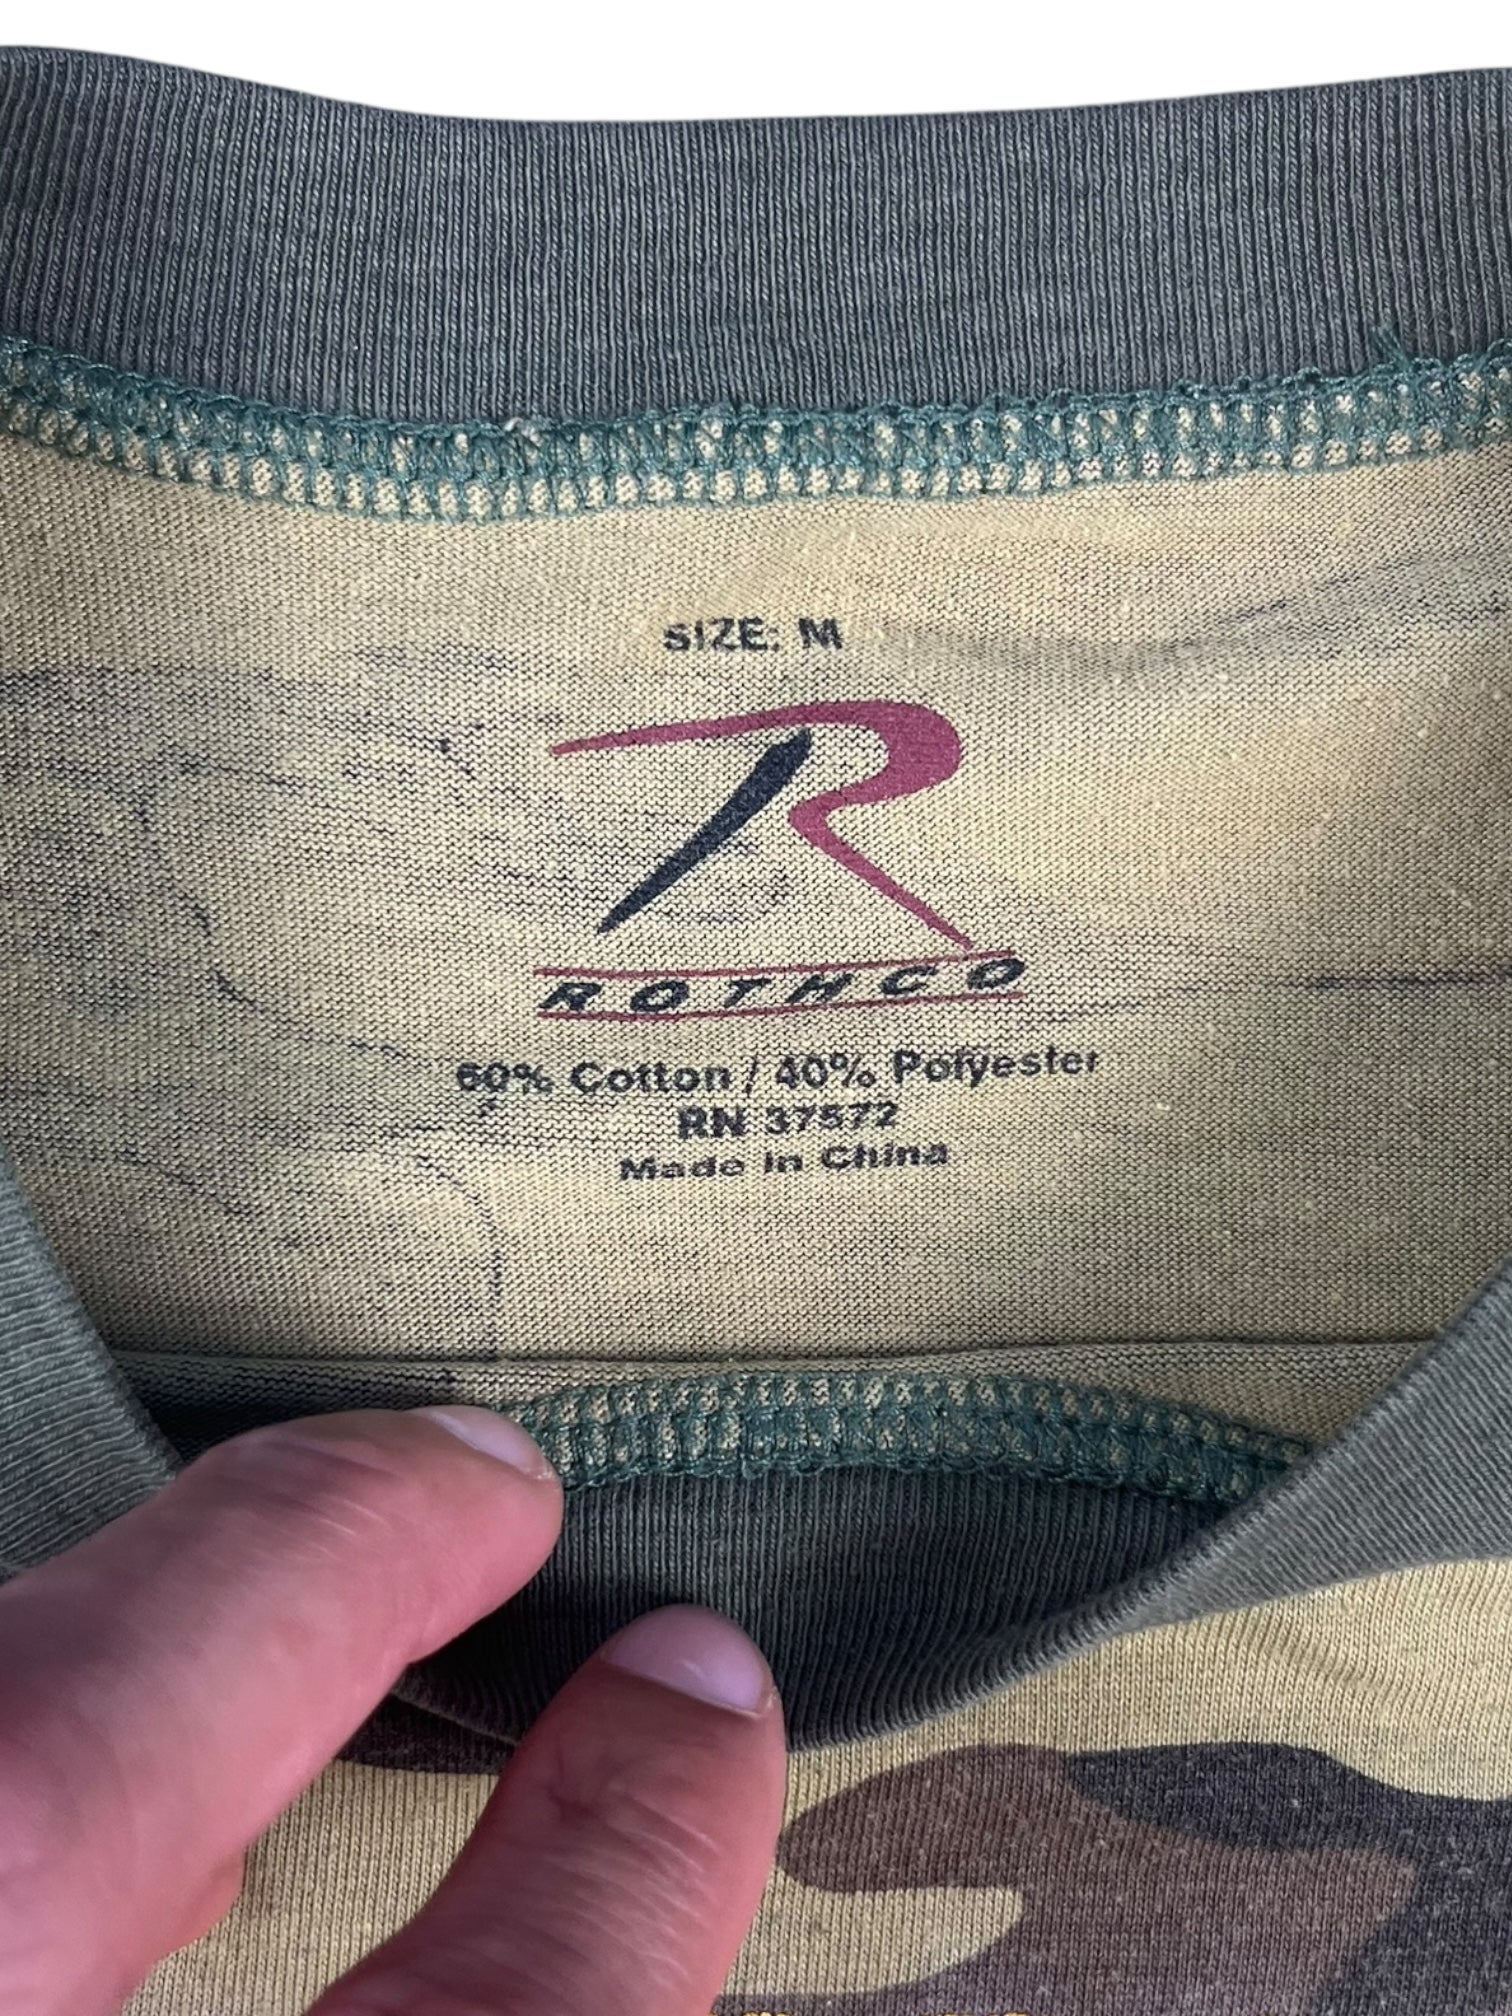 SIZE: M
R
ROTHCO
60% Cotton / 40% Polyester
RN 37572
Made in China